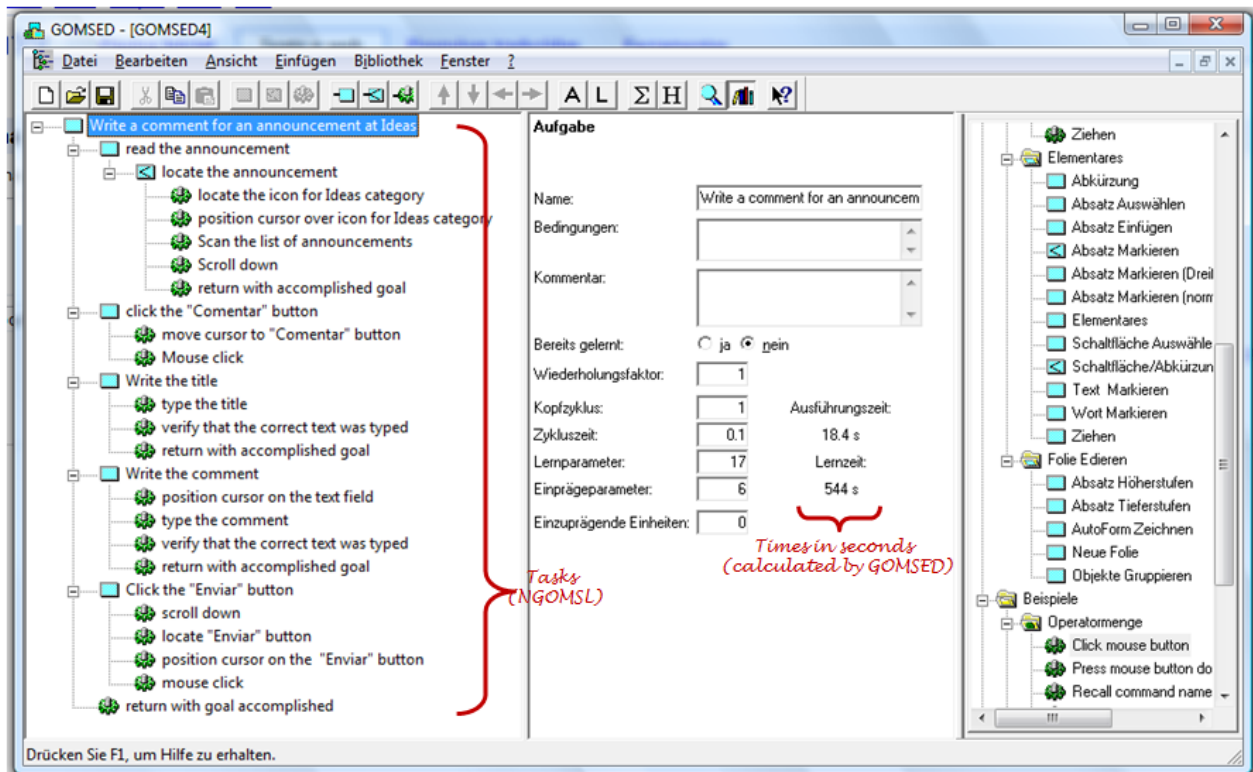 GOMSED - [GOMSED4]
Datei Bearbeiten Ansicht Einfügen Bibliothek Fenster ?
A L Σ H
Write a comment for an announcement at Ideas
read the announcement
locate the announcement
locate the icon for Ideas category
position cursor over icon for Ideas category
Scan the list of announcements
Scroll down
return with accomplished goal
click the "Comentar" button
move cursor to "Comentar" button
Mouse click
Write the title
type the title
verify that the correct text was typed
return with accomplished goal
Write the comment
position cursor on the text field
type the comment
verify that the correct text was typed
return with accomplished goal
Click the "Enviar" button
scroll down
locate "Enviar" button
position cursor on the "Enviar" button
mouse click
return with goal accomplished
Tasks
(NGOMSL)
Aufgabe
Name: Write a comment for an announcem
Bedingungen:
Kommentar:
Bereits gelernt: ja nein
Wiederholungsfaktor: 1
Kopfzyklus: 1 Ausführungszeit:
Zykluszeit: 0.1 18.4 s
Lernparameter: 17 Lernzeit:
Einprägeparameter: 6 544 s
Einzuprägende Einheiten: 0
Times in seconds
(calculated by GOMSED)
Ziehen
Elementares
Abkürzung
Absatz Auswählen
Absatz Einfügen
Absatz Markieren
Absatz Markieren (Dreil
Absatz Markieren (norm
Elementares
Schaltfläche Auswähle
Schaltfläche/Abkürzun
Text Markieren
Wort Markieren
Ziehen
Folie Edieren
Absatz Höherstufen
Absatz Tieferstufen
AutoForm Zeichnen
Neue Folie
Objekte Gruppieren
Beispiele
Operatormenge
Click mouse button
Press mouse button do
Recall command name
Drücken Sie F1, um Hilfe zu erhalten.